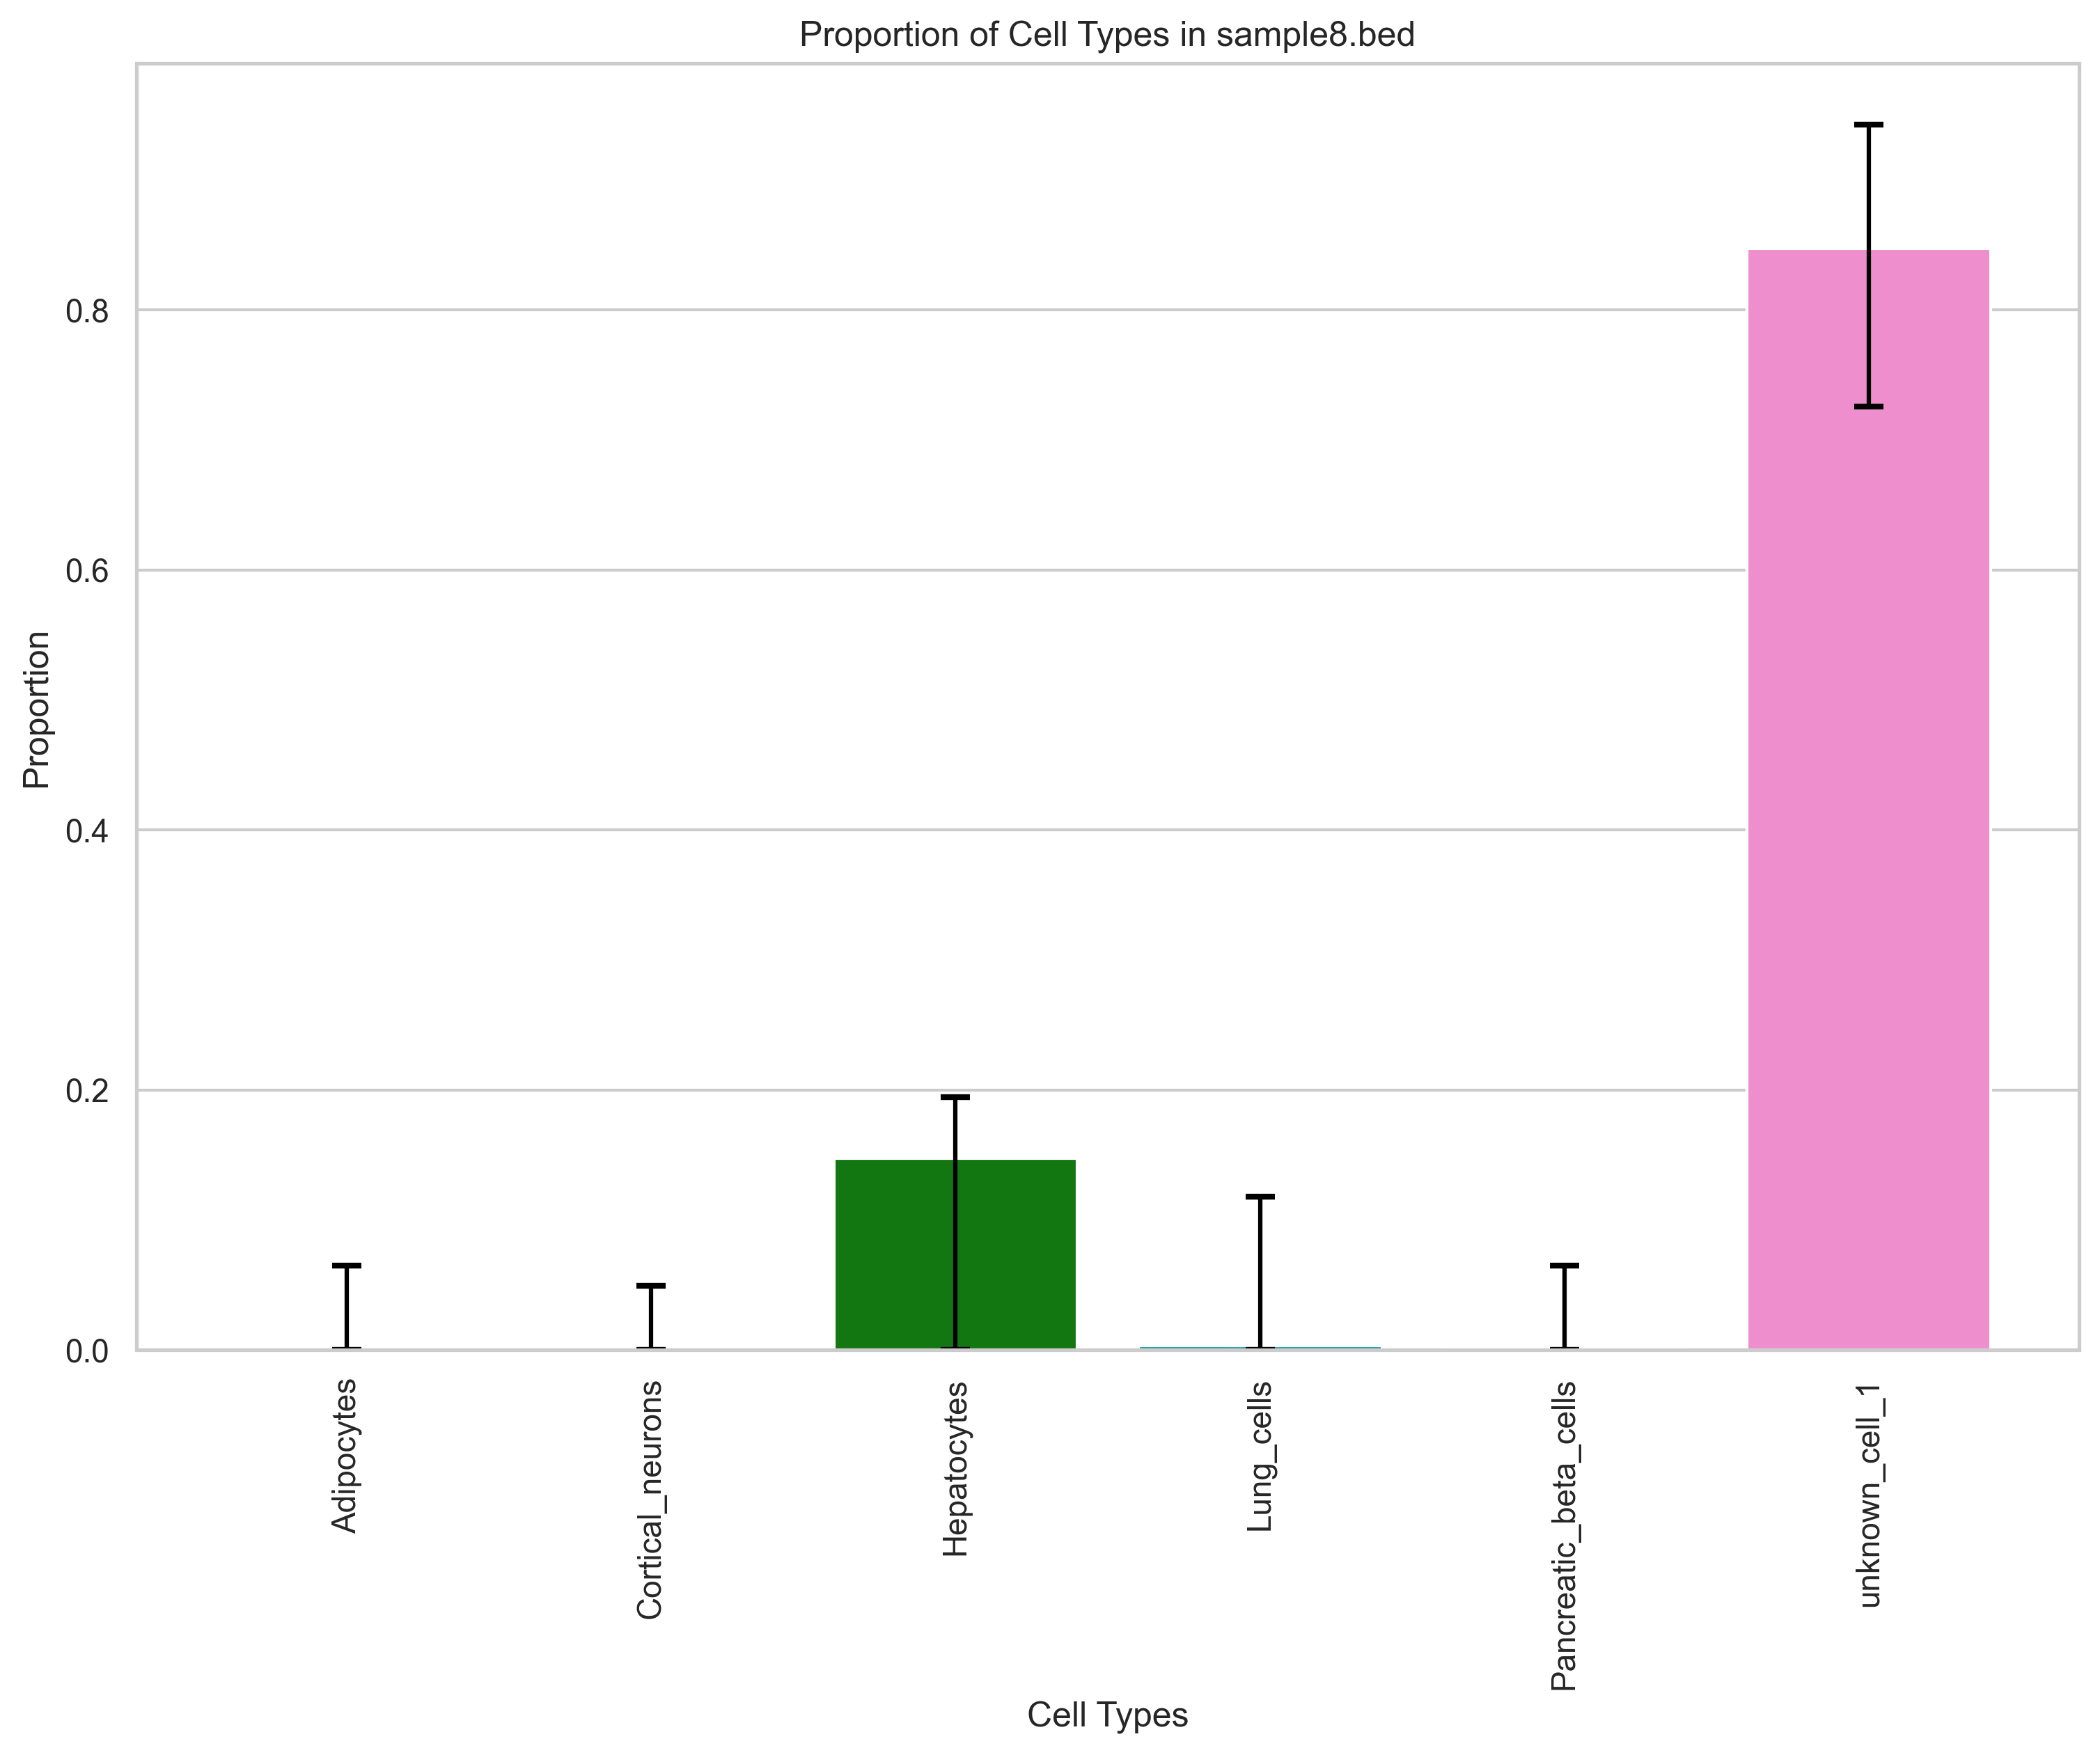 Proportion of Cell Types in sample8.bed
Proportion
0.8
0.6
0.4
0.2
0.0
Adipocytes
Cortical_neurons
Hepatocytes
Lung_cells
Pancreatic_beta_cells
unknown_cell_1
Cell Types